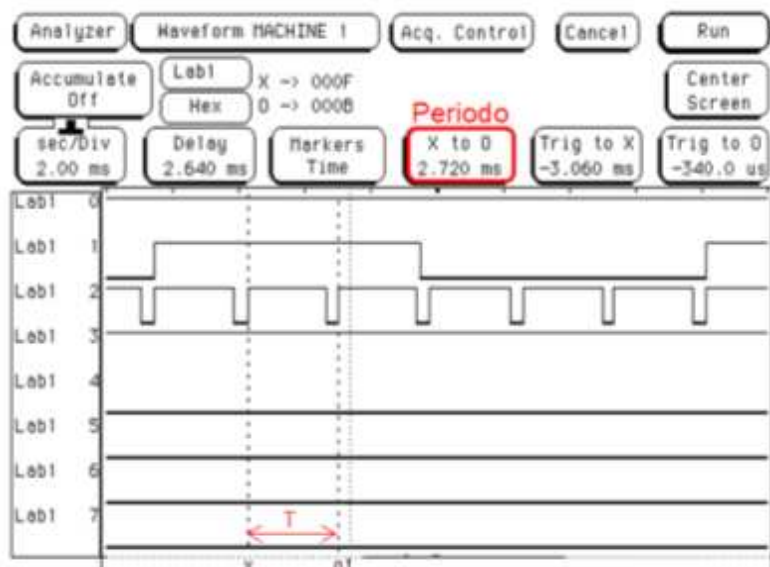 Analyzer Waveform MACHINE 1 Acq. Control Cancel Run
Accumulate Off
Lab1 X -> 000F
Hex O -> 000B
Center Screen
Periodo
sec/Div 2.00 ms
Delay 2.640 ms
Markers Time
X to O 2.720 ms
Trig to X -3.060 ms
Trig to O -340.0 us
Lab1 0
Lab1 1
Lab1 2
Lab1 3
Lab1 4
Lab1 5
Lab1 6
Lab1 7
T